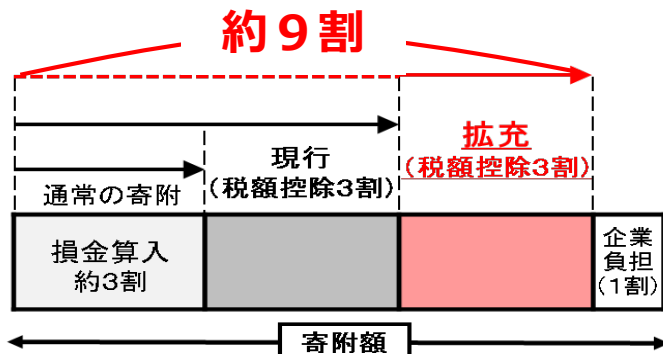 約９割
拡充
(税額控除3割)
現行
(税額控除3割)
通常の寄附
損金算入
約3割
企業
負担
(1割)
寄附額